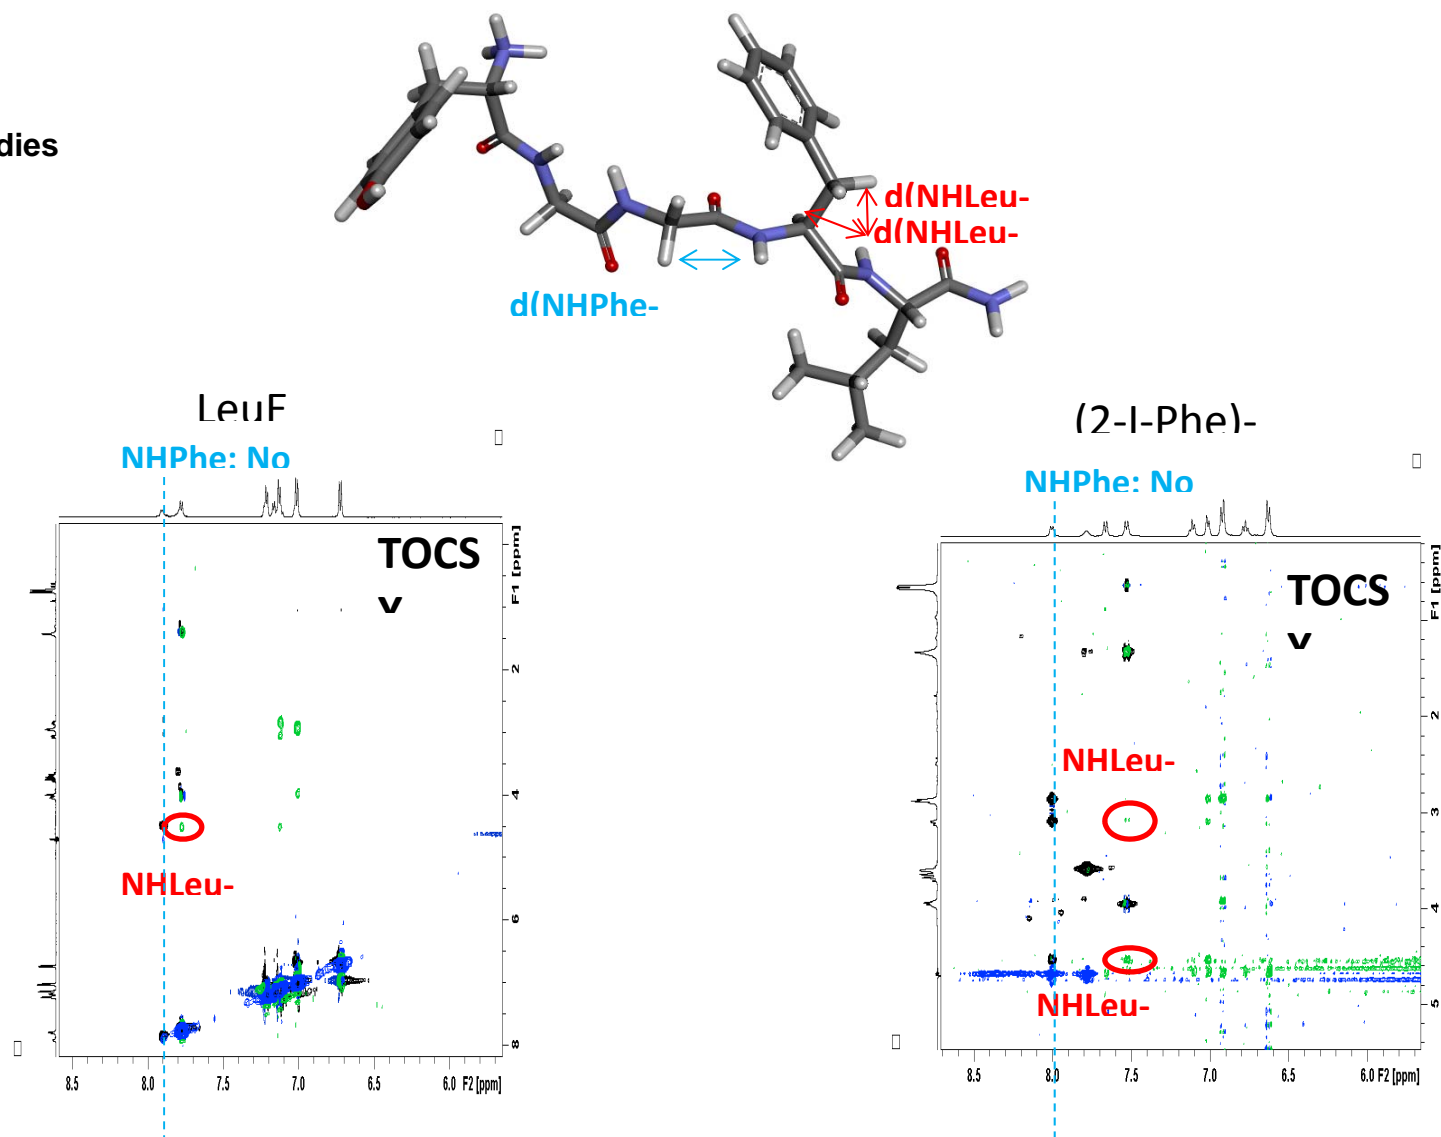 dies
d(NHLeu-
d(NHLeu-
d(NHPhe-
LeuE
(2-I-Phe)-
NHPhe: No
NHPhe: No
TOCS
Y
F1 [ppm]
2
4
6
8
NHLeu-
8.5 8.0 7.5 7.0 6.5 6.0 F2 [ppm]
TOCS
Y
F1 [ppm]
2
3
4
5
NHLeu-
NHLeu-
8.5 8.0 7.5 7.0 6.5 6.0 F2 [ppm]